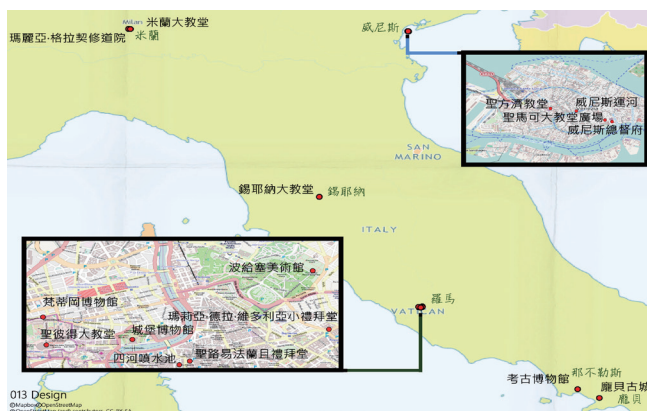 Milan 米蘭大教堂
瑪麗亞·格拉契修道院 米蘭
威尼斯
聖方濟教堂 威尼斯運河
聖馬可大教堂廣場
威尼斯總督府
SAN
MARINO
錫耶納大教堂 錫耶納
ITALY
波給塞美術館
梵蒂岡博物館
瑪莉亞·德拉·維多利亞小禮拜堂
聖彼得大教堂 城堡博物館
四河噴水池 聖路易法蘭且禮拜堂
羅馬
VATICAN
那不勒斯
考古博物館 龐貝古城
龐貝
013 Design
©Mapbox©OpenStreetMap